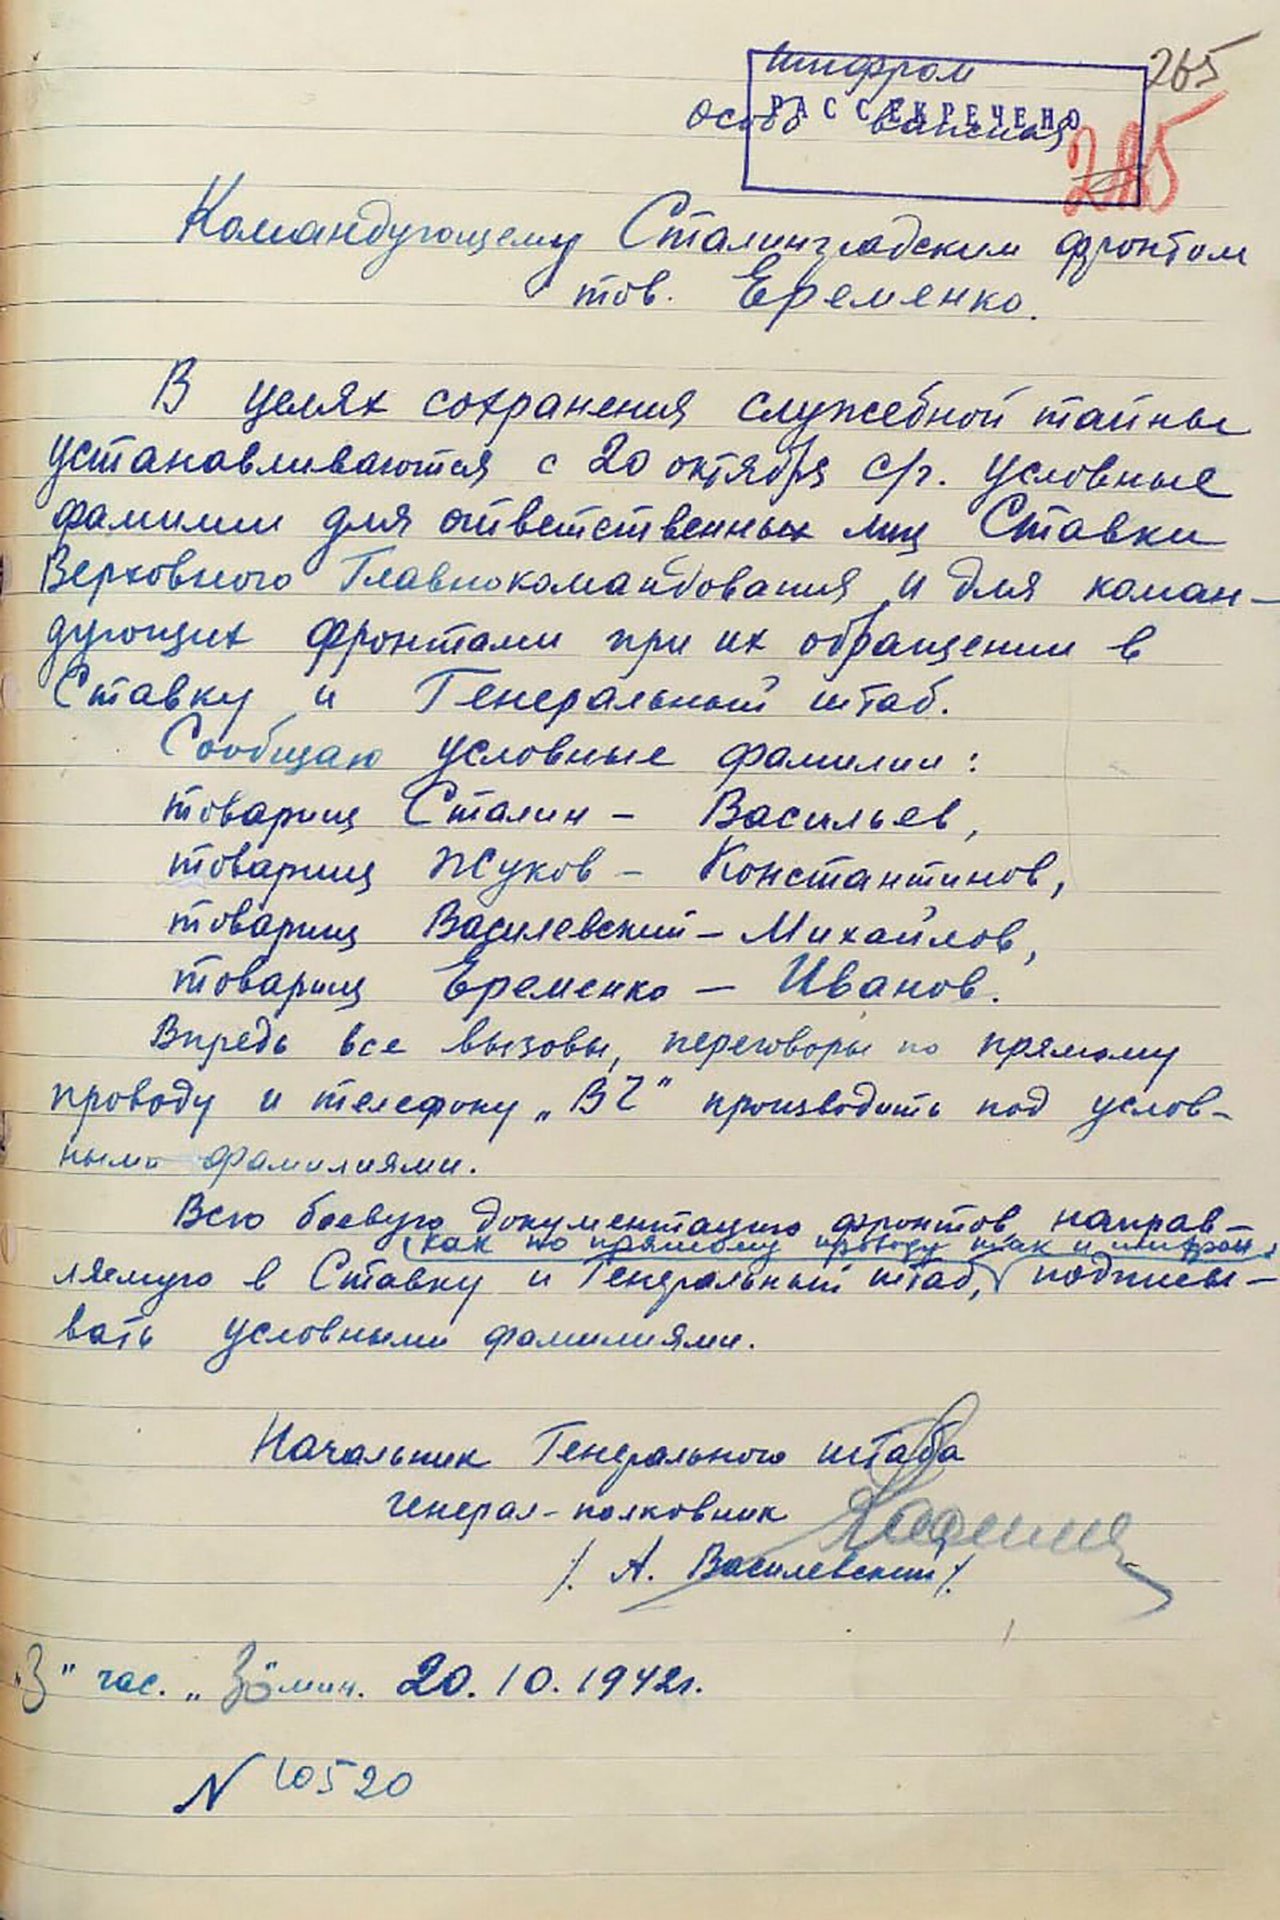 Шифром
265
РАССЕКРЕЧЕНО
Особо важная
Командующему Сталинградским фронтом
тов. Еременко.
В целях сохранения служебной тайны
устанавливаются с 20 октября с/г. условные
фамилии для ответственных лиц Ставки
Верховного Главнокомандования и для коман-
дующих фронтами при их обращении в
Ставку и Генеральный штаб.
Сообщаю условные фамилии:
товарищ Сталин - Васильев,
товарищ Жуков - Константинов,
товарищ Василевский - Михайлов,
товарищ Еременко - Иванов.
Впредь все вызовы, переговоры по прямому
проводу и телефону „ВЧ" производить под услов-
ными фамилиями.
Всю боевую документацию фронтов, направ-
как по прямому проводу так и шифром
ляемую в Ставку и Генеральный штаб, подписы-
вать условными фамилиями.
Начальник Генерального штаба
генерал-полковник
/. А. Василевский /.
„3" час. „30" мин. 20.10.1942г.
N 10520